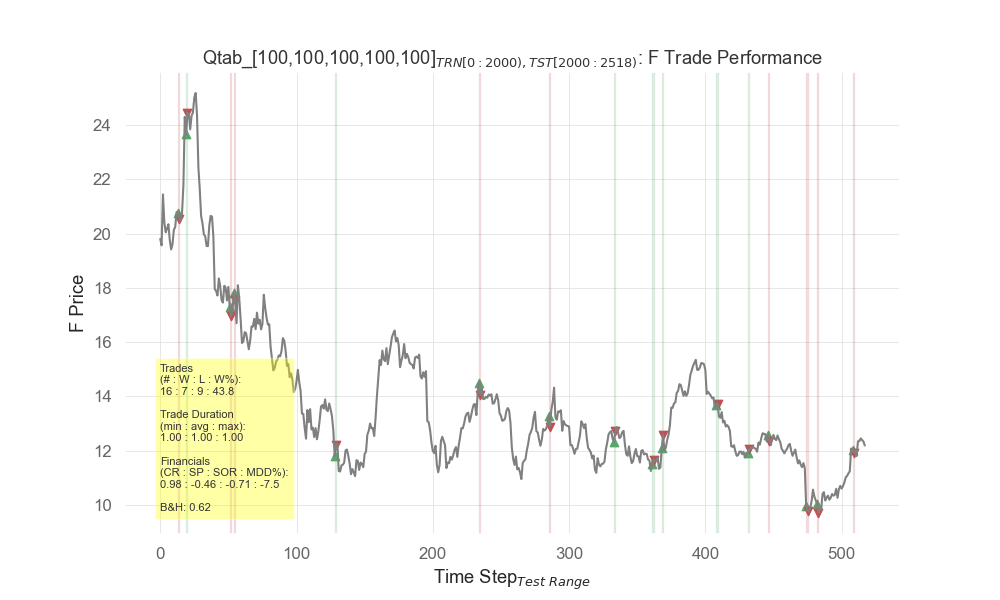 Qtab_[100,100,100,100,100]TRN[0 : 2000), TST[2000 : 2518): F Trade Performance
F Price
24
22
20
18
16
14
12
10
Trades
(# : W : L : W%):
16 : 7 : 9 : 43.8
Trade Duration
(min : avg : max):
1.00 : 1.00 : 1.00
Financials
(CR : SP : SOR : MDD%):
0.98 : -0.46 : -0.71 : -7.5
B&H: 0.62
0 100 200 300 400 500
Time StepTest Range